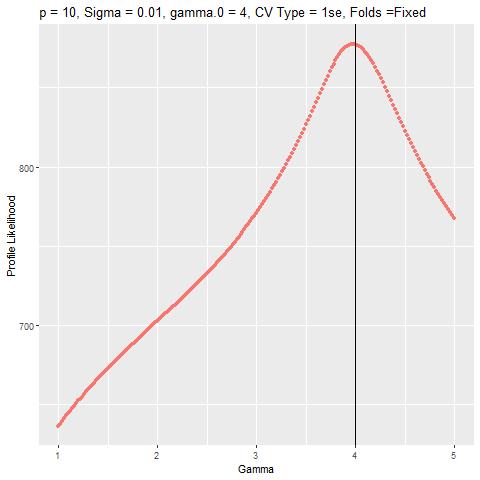 p = 10, Sigma = 0.01, gamma.0 = 4, CV Type = 1se, Folds =Fixed
Profile Likelihood
800
700
1 2 3 4 5
Gamma